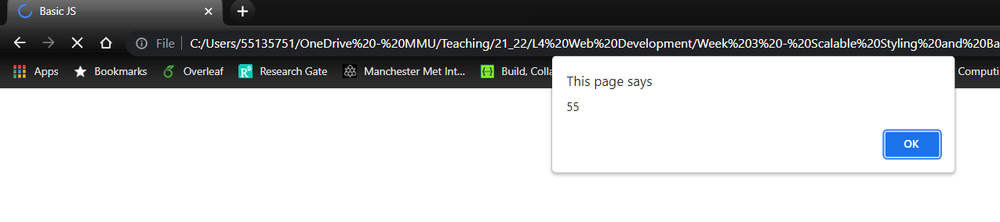 Basic JS
File C:/Users/55135751/OneDrive%20-%20MMU/Teaching/21_22/L4%20Web%20Development/Week%203%20-%20Scalable%20Styling%20and%20Ba
Apps Bookmarks Overleaf Research Gate Manchester Met Int... Build, Colla Computi
This page says
55
OK